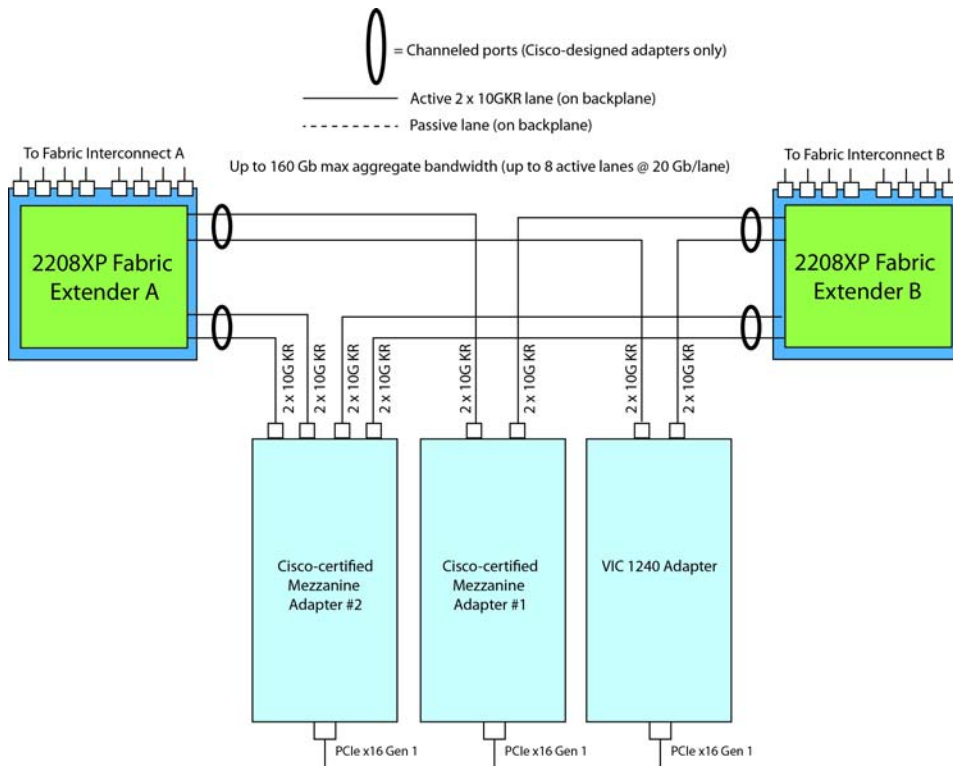 = Channeled ports (Cisco-designed adapters only)
Active 2 x 10GKR lane (on backplane)
Passive lane (on backplane)
To Fabric Interconnect A
Up to 160 Gb max aggregate bandwidth (up to 8 active lanes @ 20 Gb/lane)
To Fabric Interconnect B
2208XP Fabric
Extender A
2208XP Fabric
Extender B
2 x 10G KR
2 x 10G KR
2 x 10G KR
2 x 10G KR
2 x 10G KR
2 x 10G KR
2 x 10G KR
2 x 10G KR
Cisco-certified
Mezzanine
Adapter #2
Cisco-certified
Mezzanine
Adapter #1
VIC 1240 Adapter
PCIe x16 Gen 1
PCIe x16 Gen 1
PCIe x16 Gen 1